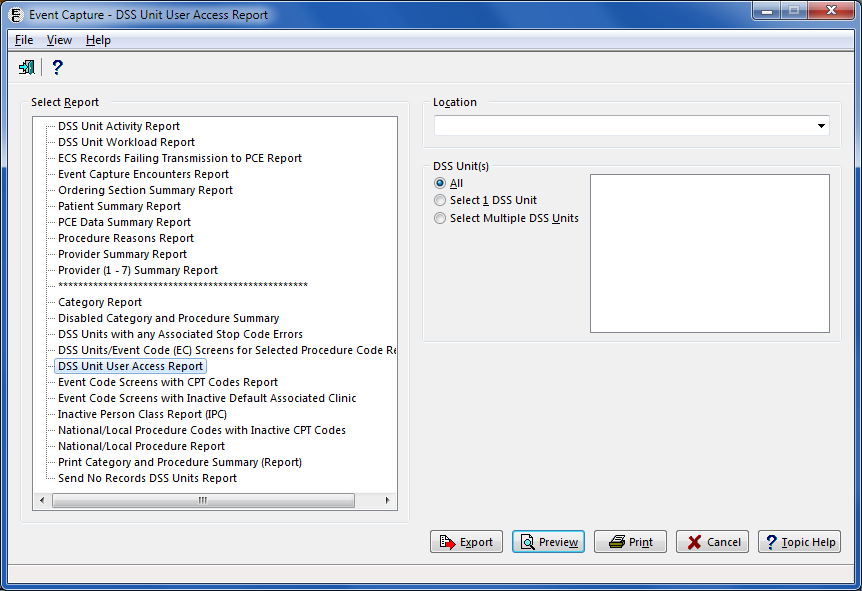 Event Capture - DSS Unit User Access Report
File View Help
?
Select Report
DSS Unit Activity Report
DSS Unit Workload Report
ECS Records Failing Transmission to PCE Report
Event Capture Encounters Report
Ordering Section Summary Report
Patient Summary Report
PCE Data Summary Report
Procedure Reasons Report
Provider Summary Report
Provider (1 - 7) Summary Report
**************************************************
Category Report
Disabled Category and Procedure Summary
DSS Units with any Associated Stop Code Errors
DSS Units/Event Code (EC) Screens for Selected Procedure Code Re
DSS Unit User Access Report
Event Code Screens with CPT Codes Report
Event Code Screens with Inactive Default Associated Clinic
Inactive Person Class Report (IPC)
National/Local Procedure Codes with Inactive CPT Codes
National/Local Procedure Report
Print Category and Procedure Summary (Report)
Send No Records DSS Units Report
Location
DSS Unit(s)
All
Select 1 DSS Unit
Select Multiple DSS Units
Export Preview Print Cancel ? Topic Help